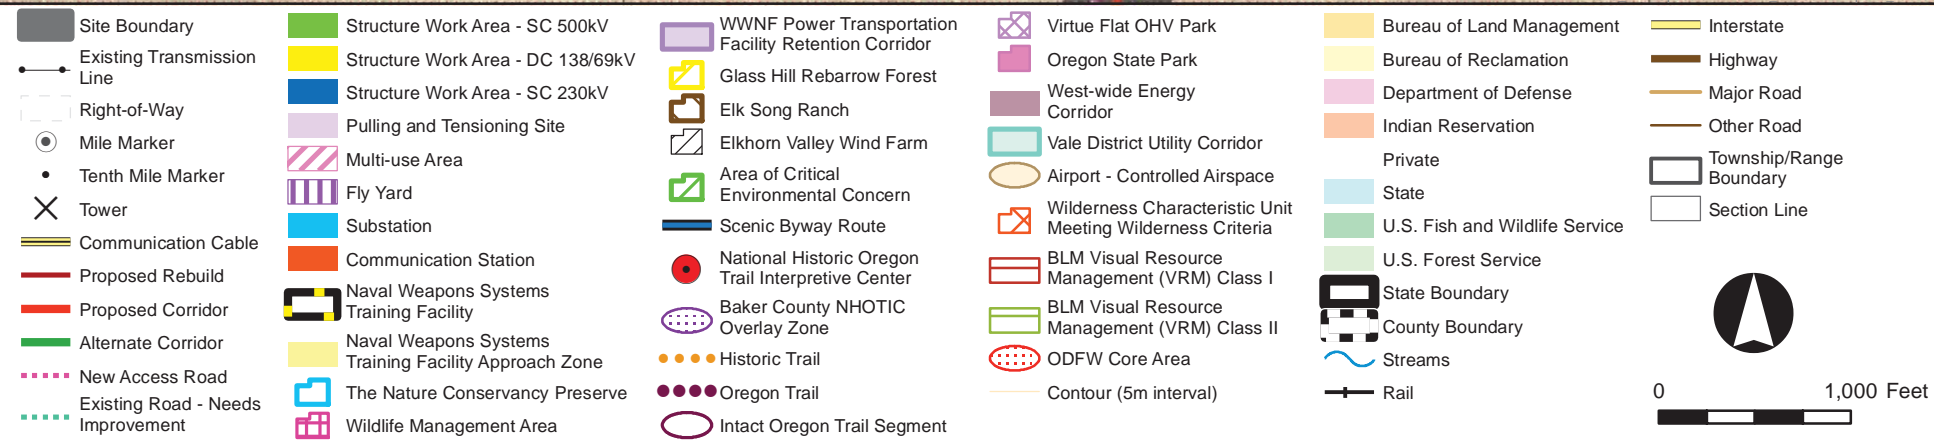 Site Boundary
Existing Transmission
Line
Right-of-Way
Mile Marker
Tenth Mile Marker
Tower
Communication Cable
Proposed Rebuild
Proposed Corridor
Alternate Corridor
New Access Road
Existing Road - Needs
Improvement
Structure Work Area - SC 500kV
Structure Work Area - DC 138/69kV
Structure Work Area - SC 230kV
Pulling and Tensioning Site
Multi-use Area
Fly Yard
Substation
Communication Station
Naval Weapons Systems
Training Facility
Naval Weapons Systems
Training Facility Approach Zone
The Nature Conservancy Preserve
Wildlife Management Area
WWNF Power Transportation
Facility Retention Corridor
Glass Hill Rebarrow Forest
Elk Song Ranch
Elkhorn Valley Wind Farm
Area of Critical
Environmental Concern
Scenic Byway Route
National Historic Oregon
Trail Interpretive Center
Baker County NHOTIC
Overlay Zone
Historic Trail
Oregon Trail
Intact Oregon Trail Segment
Virtue Flat OHV Park
Oregon State Park
West-wide Energy
Corridor
Vale District Utility Corridor
Airport - Controlled Airspace
Wilderness Characteristic Unit
Meeting Wilderness Criteria
BLM Visual Resource
Management (VRM) Class I
BLM Visual Resource
Management (VRM) Class II
ODFW Core Area
Contour (5m interval)
Bureau of Land Management
Bureau of Reclamation
Department of Defense
Indian Reservation
Private
State
U.S. Fish and Wildlife Service
U.S. Forest Service
State Boundary
County Boundary
Streams
Rail
Interstate
Highway
Major Road
Other Road
Township/Range
Boundary
Section Line
0 1,000 Feet